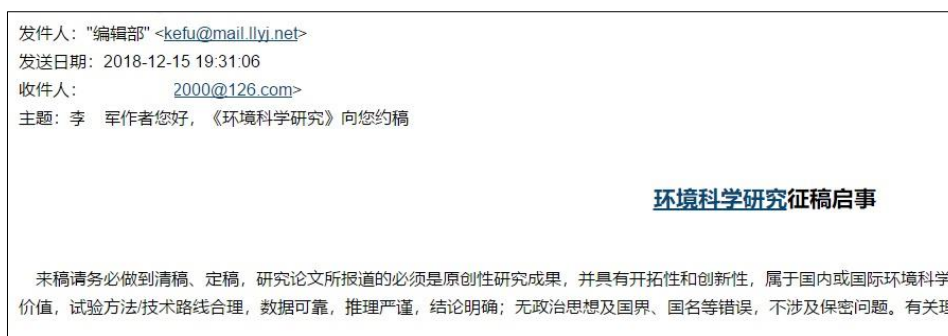 发件人："编辑部" <kefu@mail.llyj.net>
发送日期：2018-12-15 19:31:06
收件人： 2000@126.com>
主题：李 军作者您好，《环境科学研究》向您约稿
环境科学研究征稿启事
来稿请务必做到清稿、定稿，研究论文所报道的必须是原创性研究成果，并具有开拓性和创新性，属于国内或国际环境科学
价值，试验方法/技术路线合理，数据可靠，推理严谨，结论明确；无政治思想及国界、国名等错误，不涉及保密问题。有关